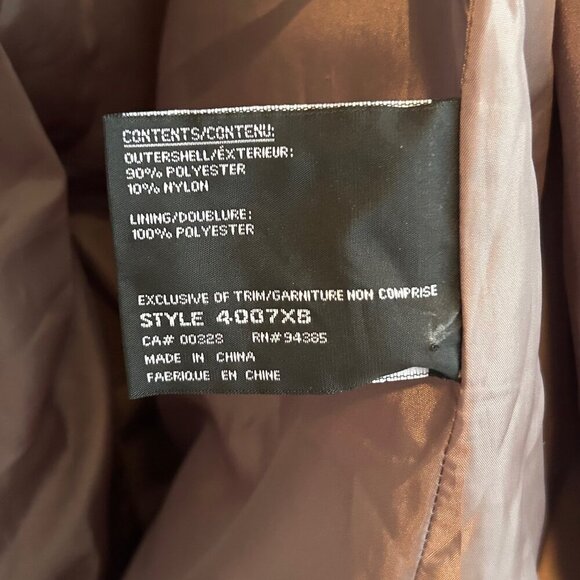 CONTENTS/CONTENU:
OUTERSHELL/ÉXTERIEUR:
90% POLYESTER
10% NYLON
LINING/DOUBLURE:
100% POLYESTER
EXCLUSIVE OF TRIM/GARNITURE NON COMPRISE
STYLE 4007XB
CA# 00328 RN# 94385
MADE IN CHINA
FABRIQUE EN CHINE